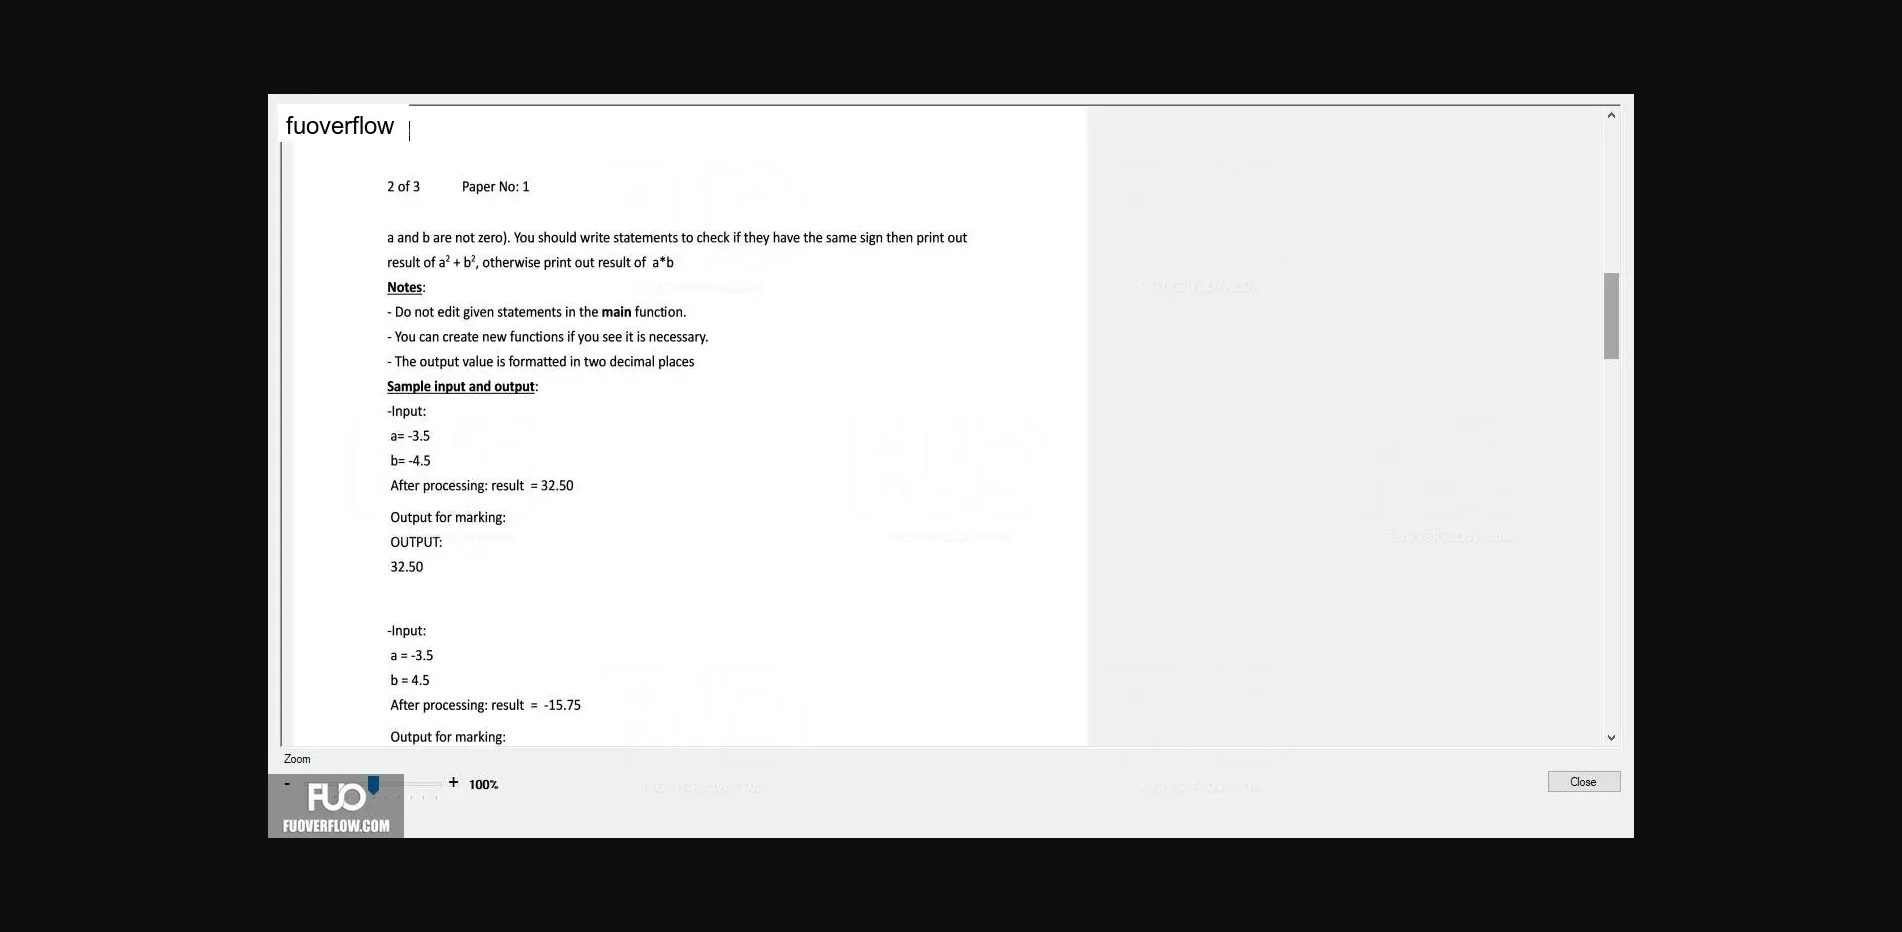 fuoverflow
2 of 3 Paper No: 1
a and b are not zero). You should write statements to check if they have the same sign then print out
result of a² + b², otherwise print out result of a*b
Notes:
- Do not edit given statements in the main function.
- You can create new functions if you see it is necessary.
- The output value is formatted in two decimal places
Sample input and output:
-Input:
a= -3.5
b= -4.5
After processing: result = 32.50
Output for marking:
OUTPUT:
32.50
-Input:
a = -3.5
b = 4.5
After processing: result = -15.75
Output for marking:
Zoom
- + 100%
Close
FUO
FUOVERFLOW.COM